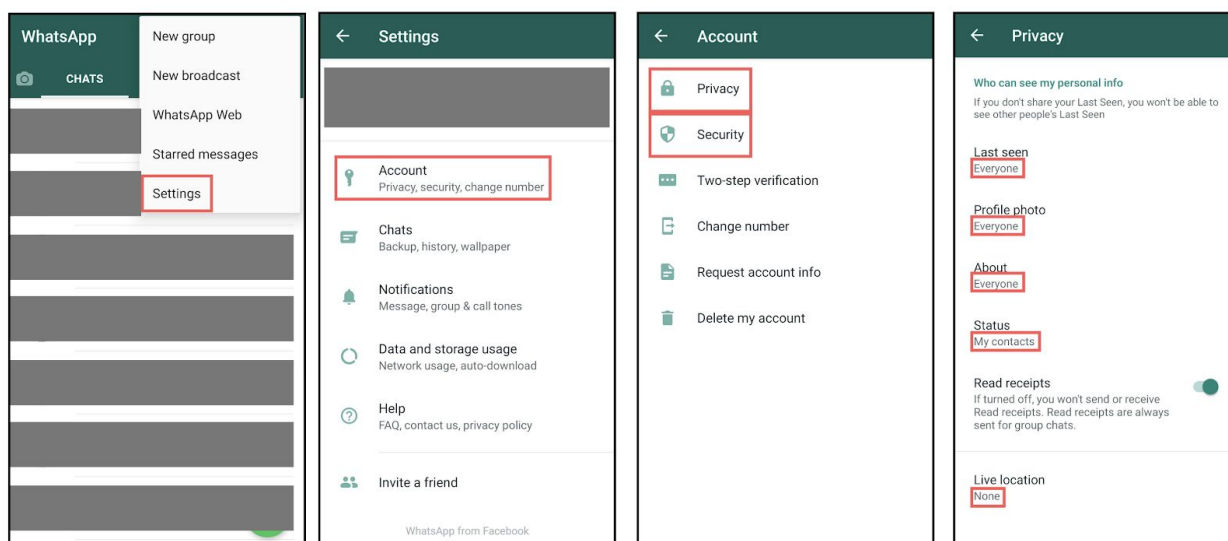 WhatsApp
CHATS
New group
New broadcast
WhatsApp Web
Starred messages
Settings
Settings
Account
Privacy, security, change number
Chats
Backup, history, wallpaper
Notifications
Message, group & call tones
Data and storage usage
Network usage, auto-download
Help
FAQ, contact us, privacy policy
Invite a friend
WhatsApp from Facebook
Account
Privacy
Security
Two-step verification
Change number
Request account info
Delete my account
Privacy
Who can see my personal info
If you don't share your Last Seen, you won't be able to
see other people's Last Seen
Last seen
Everyone
Profile photo
Everyone
About
Everyone
Status
My contacts
Read receipts
If turned off, you won't send or receive
Read receipts. Read receipts are always
sent for group chats.
Live location
None